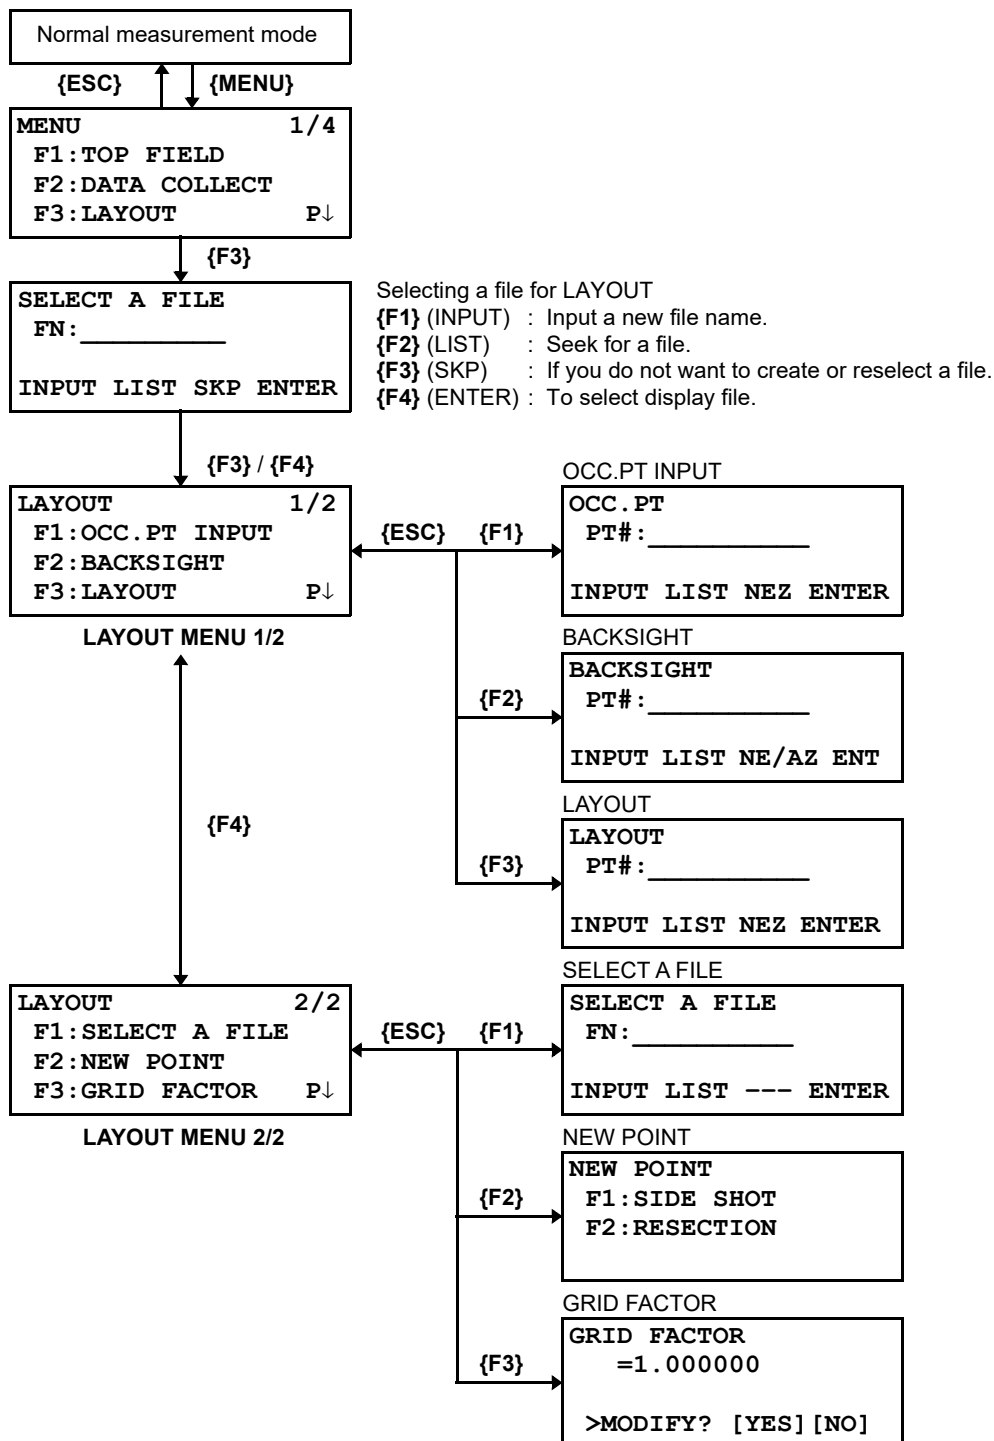 Normal measurement mode
{ESC} {MENU}
MENU 1/4
F1:TOP FIELD
F2:DATA COLLECT
F3:LAYOUT P↓
{F3}
SELECT A FILE
FN:_________
INPUT LIST SKP ENTER
Selecting a file for LAYOUT
{F1} (INPUT) : Input a new file name.
{F2} (LIST) : Seek for a file.
{F3} (SKP) : If you do not want to create or reselect a file.
{F4} (ENTER) : To select display file.
{F3} / {F4}
LAYOUT 1/2
F1:OCC.PT INPUT
F2:BACKSIGHT
F3:LAYOUT P↓
LAYOUT MENU 1/2
{ESC} {F1}
OCC.PT INPUT
OCC.PT
PT#:__________
INPUT LIST NEZ ENTER
{F2}
BACKSIGHT
BACKSIGHT
PT#:__________
INPUT LIST NE/AZ ENT
{F3}
LAYOUT
LAYOUT
PT#:__________
INPUT LIST NEZ ENTER
{F4}
LAYOUT 2/2
F1:SELECT A FILE
F2:NEW POINT
F3:GRID FACTOR P↓
LAYOUT MENU 2/2
{ESC} {F1}
SELECT A FILE
SELECT A FILE
FN:__________
INPUT LIST --- ENTER
{F2}
NEW POINT
NEW POINT
F1:SIDE SHOT
F2:RESECTION
{F3}
GRID FACTOR
GRID FACTOR
=1.000000
>MODIFY? [YES][NO]